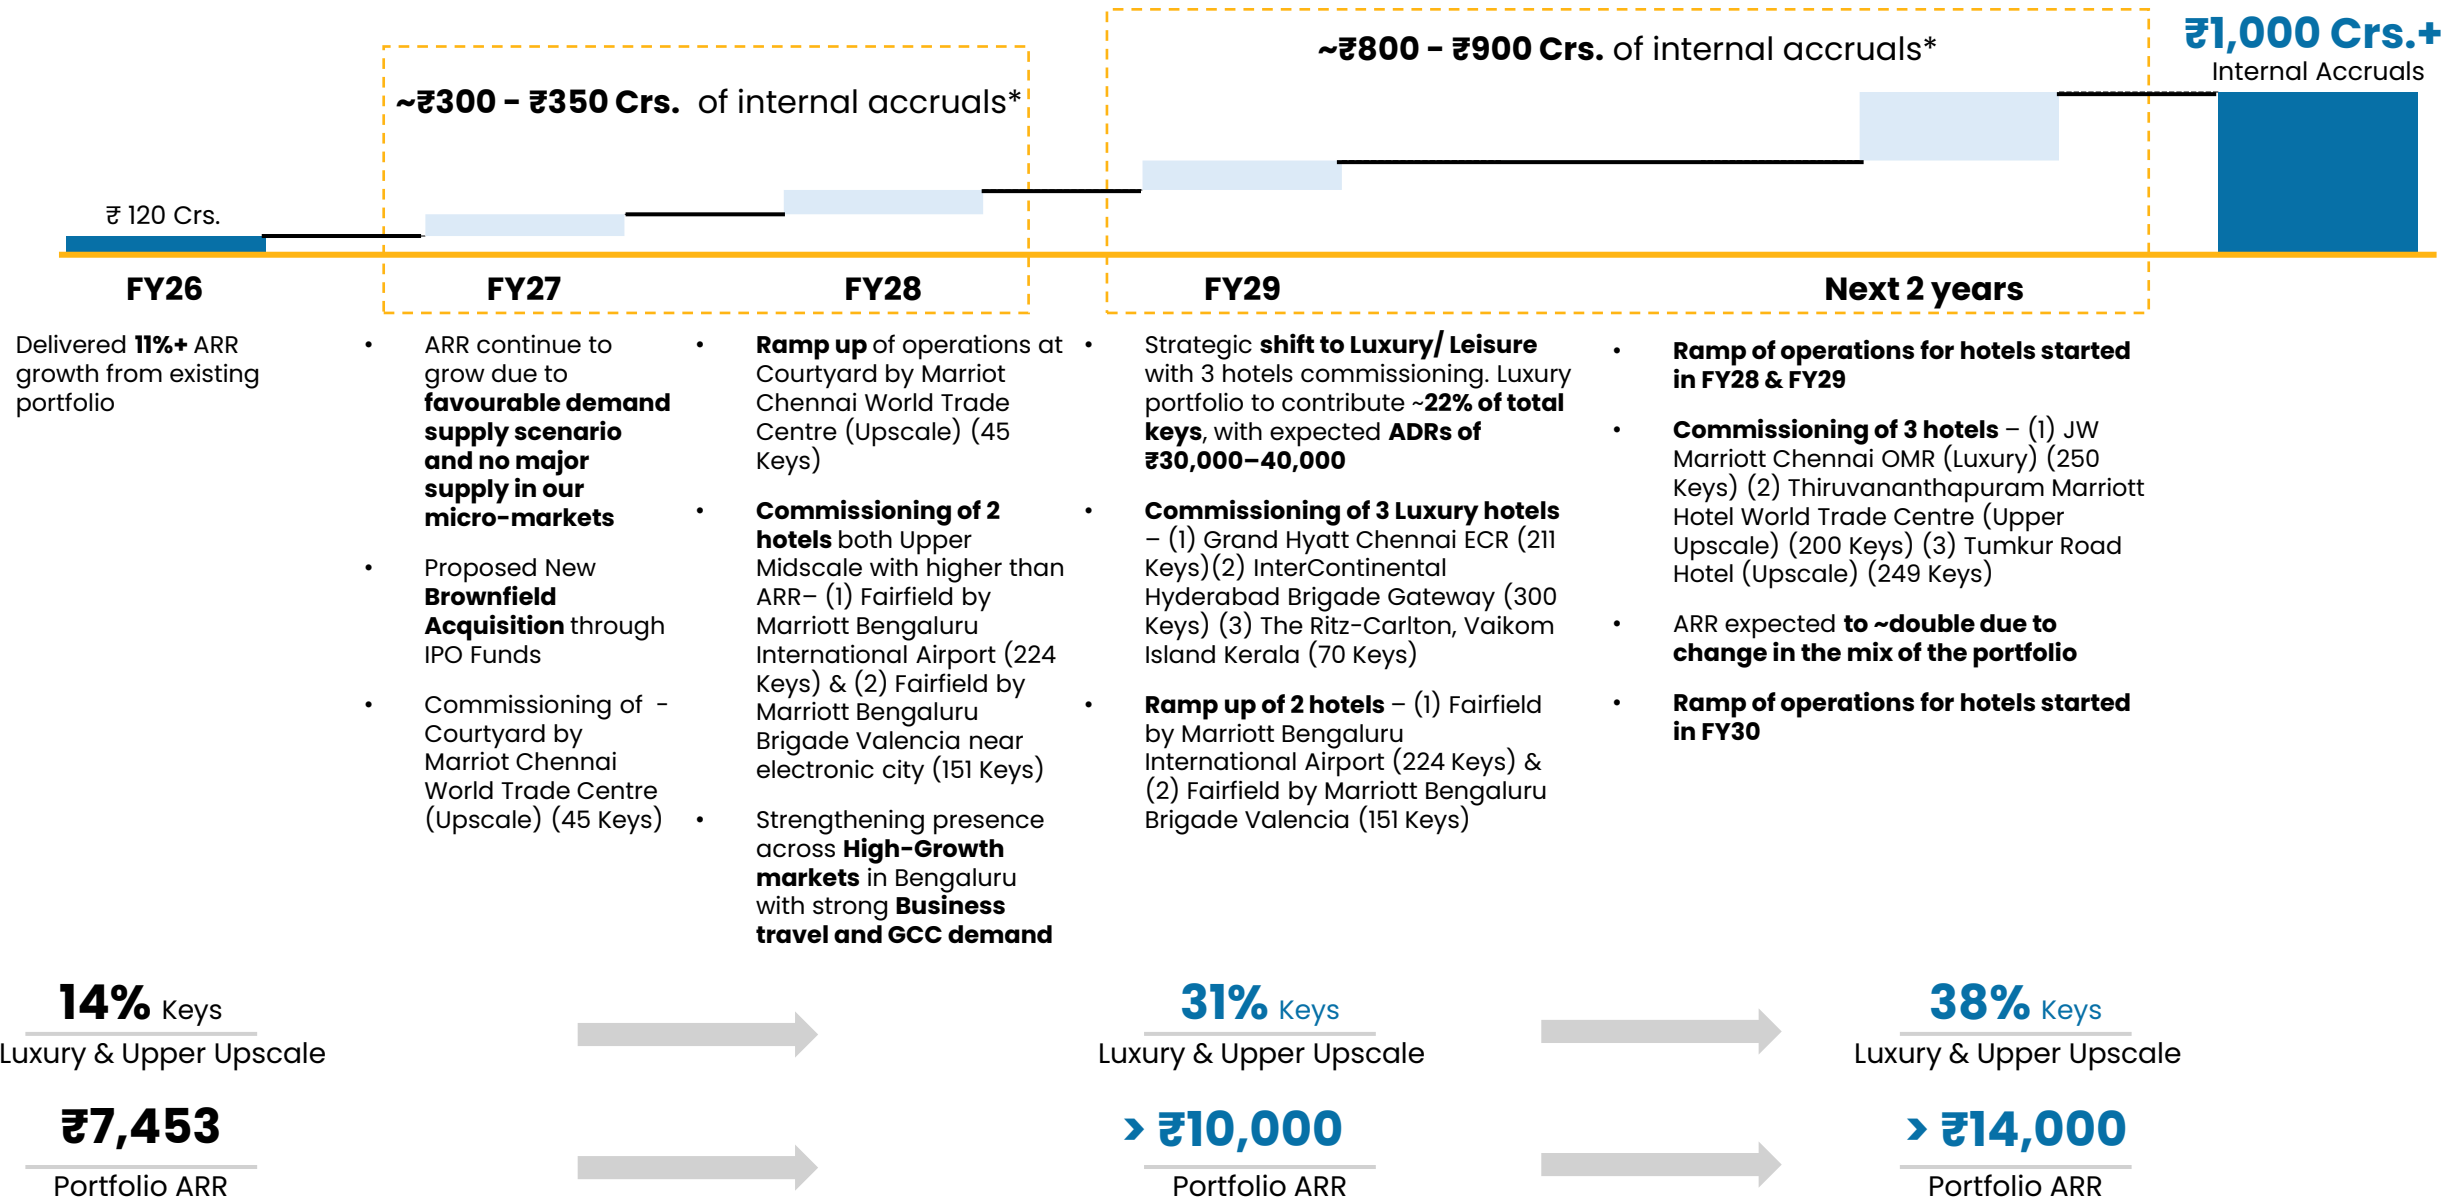 ~₹300 - ₹350 Crs. of internal accruals*
~₹800 - ₹900 Crs. of internal accruals*
₹1,000 Crs.+
Internal Accruals
₹ 120 Crs.
FY26
FY27
FY28
FY29
Next 2 years
Delivered 11%+ ARR
growth from existing
portfolio
• ARR continue to
grow due to
favourable demand
supply scenario
and no major
supply in our
micro-markets
• Proposed New
Brownfield
Acquisition through
IPO Funds
• Commissioning of -
Courtyard by
Marriot Chennai
World Trade Centre
(Upscale) (45 Keys)
• Ramp up of operations at
Courtyard by Marriot
Chennai World Trade
Centre (Upscale) (45
Keys)
• Commissioning of 2
hotels both Upper
Midscale with higher than
ARR– (1) Fairfield by
Marriott Bengaluru
International Airport (224
Keys) & (2) Fairfield by
Marriott Bengaluru
Brigade Valencia near
electronic city (151 Keys)
• Strengthening presence
across High-Growth
markets in Bengaluru
with strong Business
travel and GCC demand
• Strategic shift to Luxury/ Leisure
with 3 hotels commissioning. Luxury
portfolio to contribute ~22% of total
keys, with expected ADRs of
₹30,000–40,000
• Commissioning of 3 Luxury hotels
– (1) Grand Hyatt Chennai ECR (211
Keys)(2) InterContinental
Hyderabad Brigade Gateway (300
Keys) (3) The Ritz-Carlton, Vaikom
Island Kerala (70 Keys)
• Ramp up of 2 hotels – (1) Fairfield
by Marriott Bengaluru
International Airport (224 Keys) &
(2) Fairfield by Marriott Bengaluru
Brigade Valencia (151 Keys)
• Ramp of operations for hotels started
in FY28 & FY29
• Commissioning of 3 hotels – (1) JW
Marriott Chennai OMR (Luxury) (250
Keys) (2) Thiruvananthapuram Marriott
Hotel World Trade Centre (Upper
Upscale) (200 Keys) (3) Tumkur Road
Hotel (Upscale) (249 Keys)
• ARR expected to ~double due to
change in the mix of the portfolio
• Ramp of operations for hotels started
in FY30
14% Keys
Luxury & Upper Upscale
31% Keys
Luxury & Upper Upscale
38% Keys
Luxury & Upper Upscale
₹7,453
Portfolio ARR
> ₹10,000
Portfolio ARR
> ₹14,000
Portfolio ARR